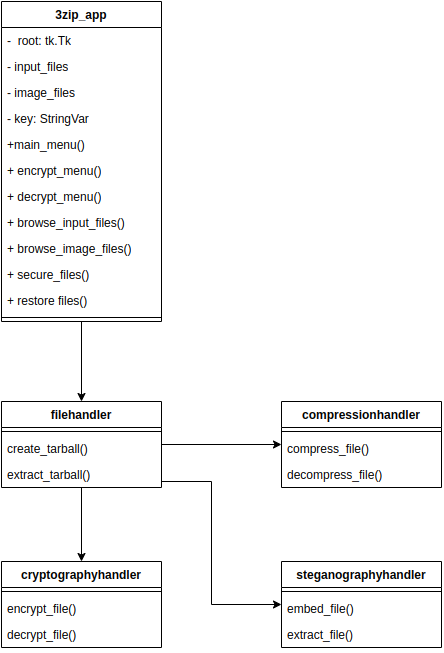 3zip_app
- root: tk.Tk
- input_files
- image_files
- key: StringVar
+main_menu()
+ encrypt_menu()
+ decrypt_menu()
+ browse_input_files()
+ browse_image_files()
+ secure_files()
+ restore files()
filehandler
create_tarball()
extract_tarball()
compressionhandler
compress_file()
decompress_file()
cryptographyhandler
encrypt_file()
decrypt_file()
steganographyhandler
embed_file()
extract_file()